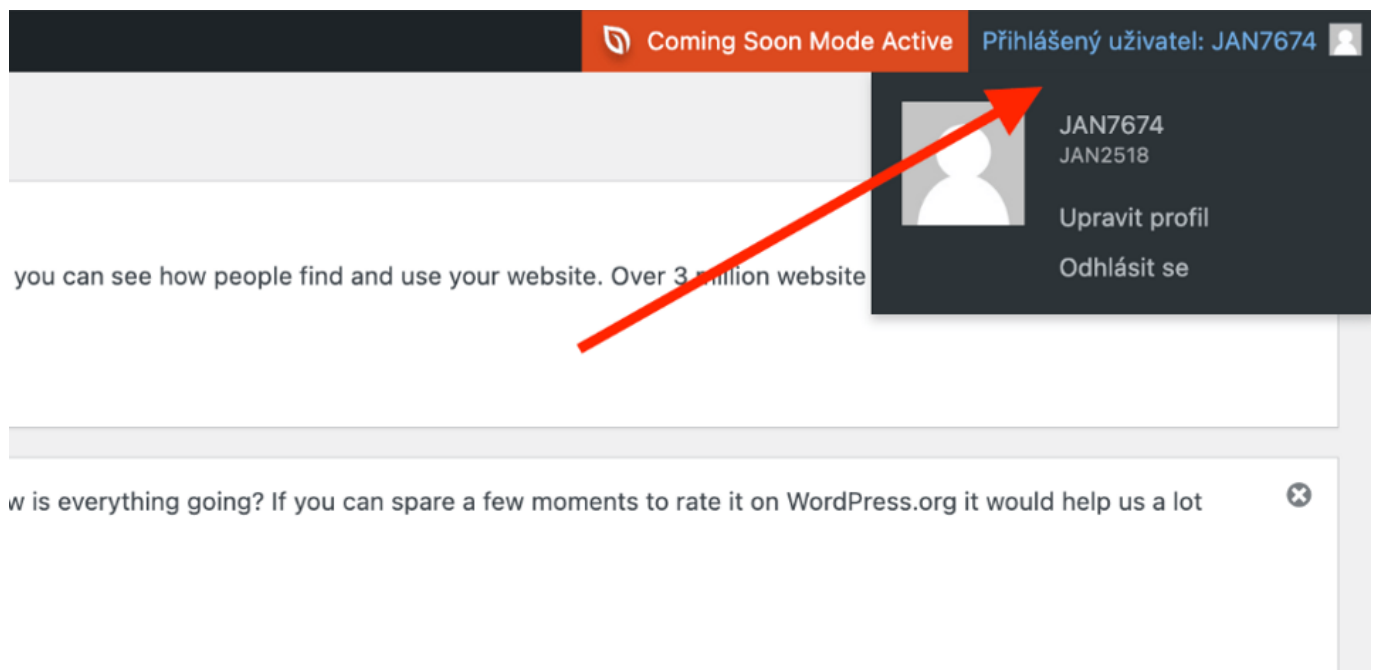 Coming Soon Mode Active
Přihlášený uživatel: JAN7674
JAN7674
JAN2518
Upravit profil
Odhlásit se
you can see how people find and use your website. Over 3 million website
is everything going? If you can spare a few moments to rate it on WordPress.org it would help us a lot